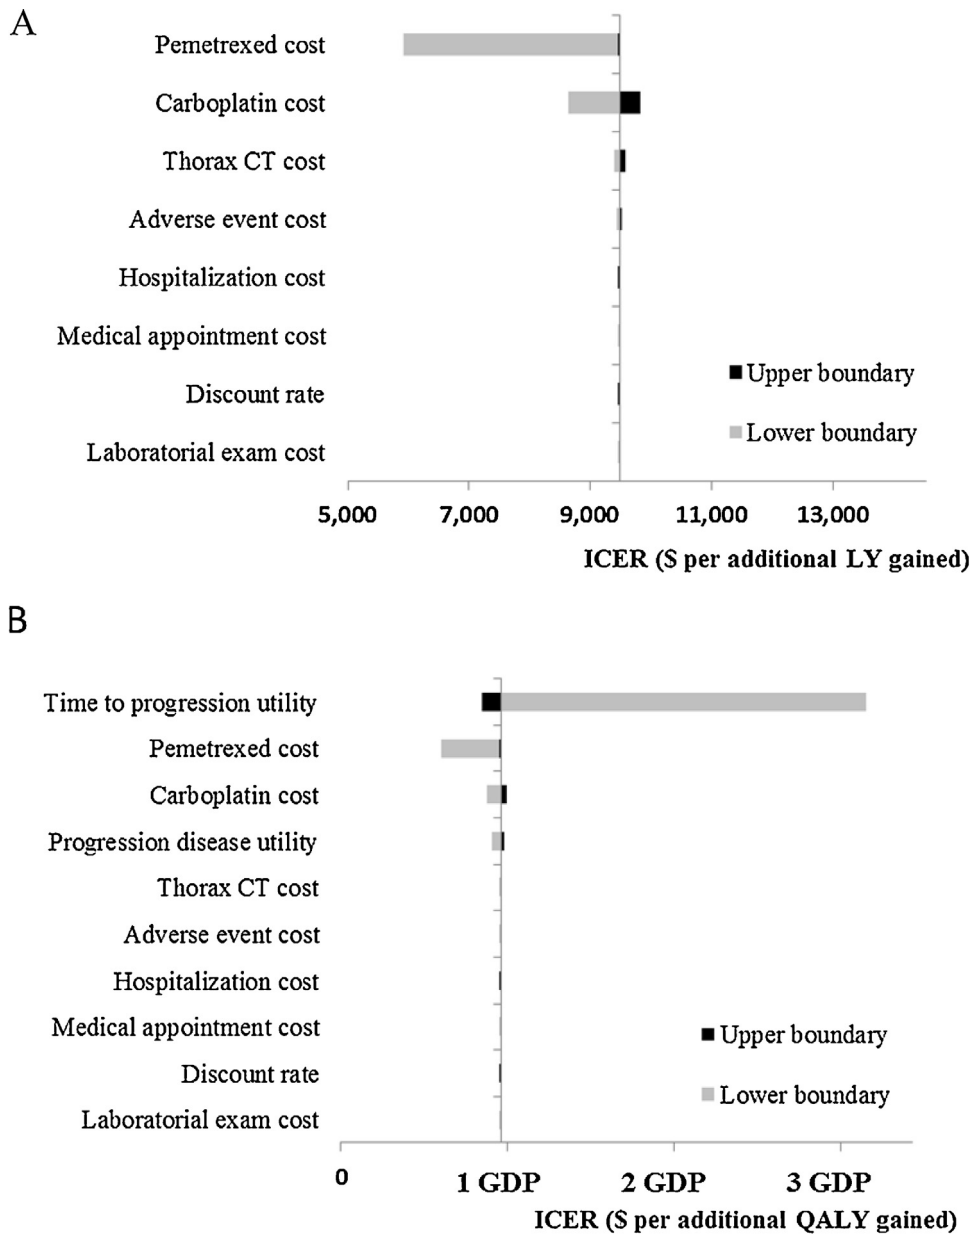 A
Pemetrexed cost
Carboplatin cost
Thorax CT cost
Adverse event cost
Hospitalization cost
Medical appointment cost
Discount rate
Laboratorial exam cost
Upper boundary
Lower boundary
5,000 7,000 9,000 11,000 13,000
ICER ($ per additional LY gained)
B
Time to progression utility
Pemetrexed cost
Carboplatin cost
Progression disease utility
Thorax CT cost
Adverse event cost
Hospitalization cost
Medical appointment cost
Discount rate
Laboratorial exam cost
Upper boundary
Lower boundary
0 1 GDP 2 GDP 3 GDP
ICER ($ per additional QALY gained)